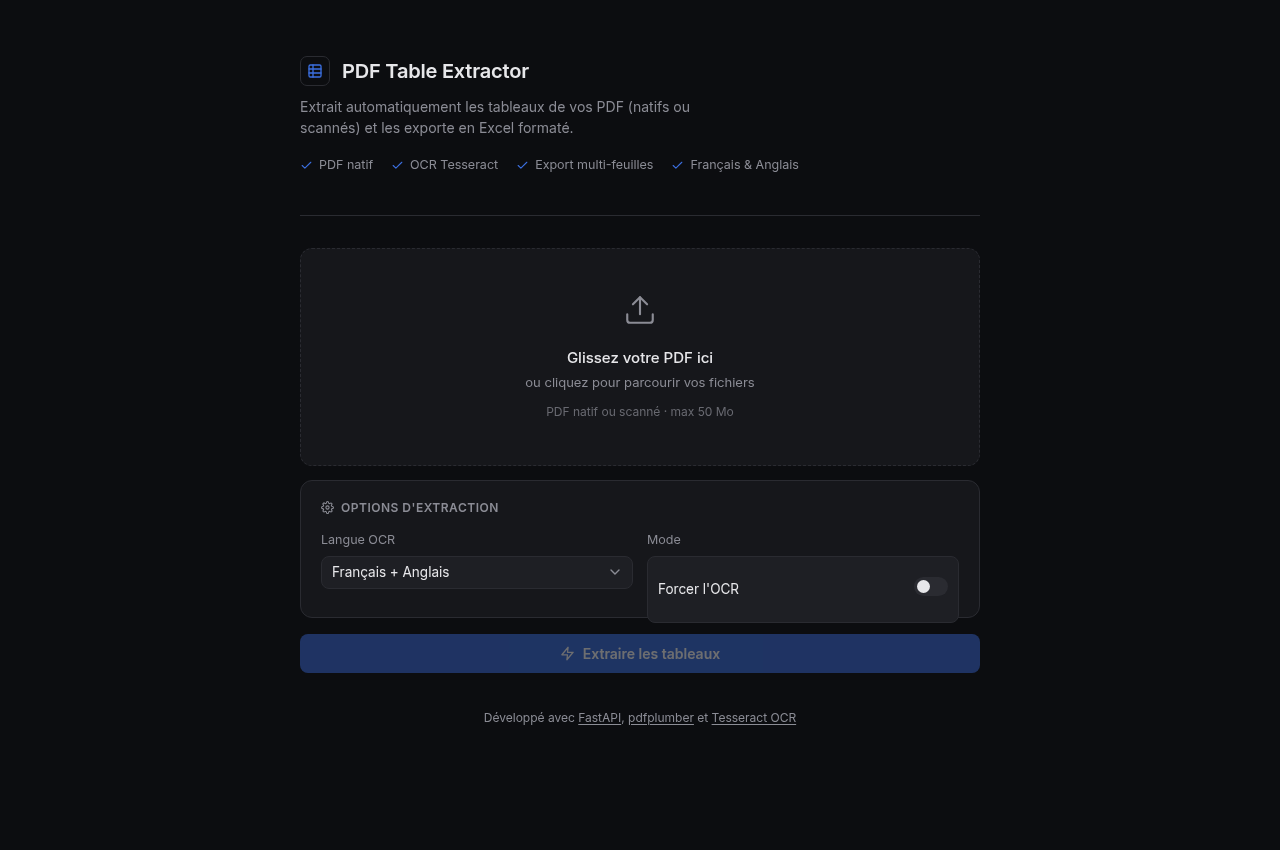 PDF Table Extractor
Extrait automatiquement les tableaux de vos PDF (natifs ou
scannés) et les exporte en Excel formaté.
PDF natif
OCR Tesseract
Export multi-feuilles
Français & Anglais
Glissez votre PDF ici
ou cliquez pour parcourir vos fichiers
PDF natif ou scanné · max 50 Mo
OPTIONS D'EXTRACTION
Langue OCR
Français + Anglais
Mode
Forcer l'OCR
Extraire les tableaux
Développé avec FastAPI, pdfplumber et Tesseract OCR